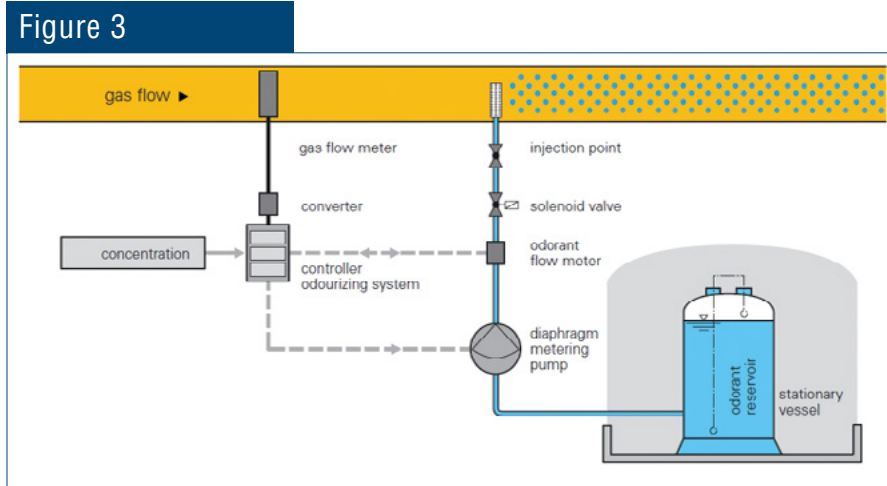 Figure 3
gas flow ►
gas flow meter
injection point
converter
solenoid valve
concentration
controller
odourizing system
odorant
flow motor
diaphragm
metering
pump
odorant
reservoir
stationary
vessel